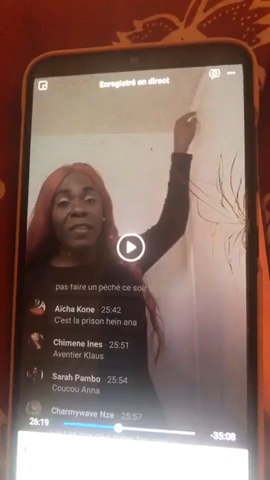 Enregistré en direct
pas faire un péché ce soir
Aïcha Kone · 25:42
C'est la prison hein ana
Chimene Ines · 25:51
Aventier Klaus
Sarah Pambo · 25:54
Coucou Anna
Charmywave Nze · 25:57
26:19
-35:08